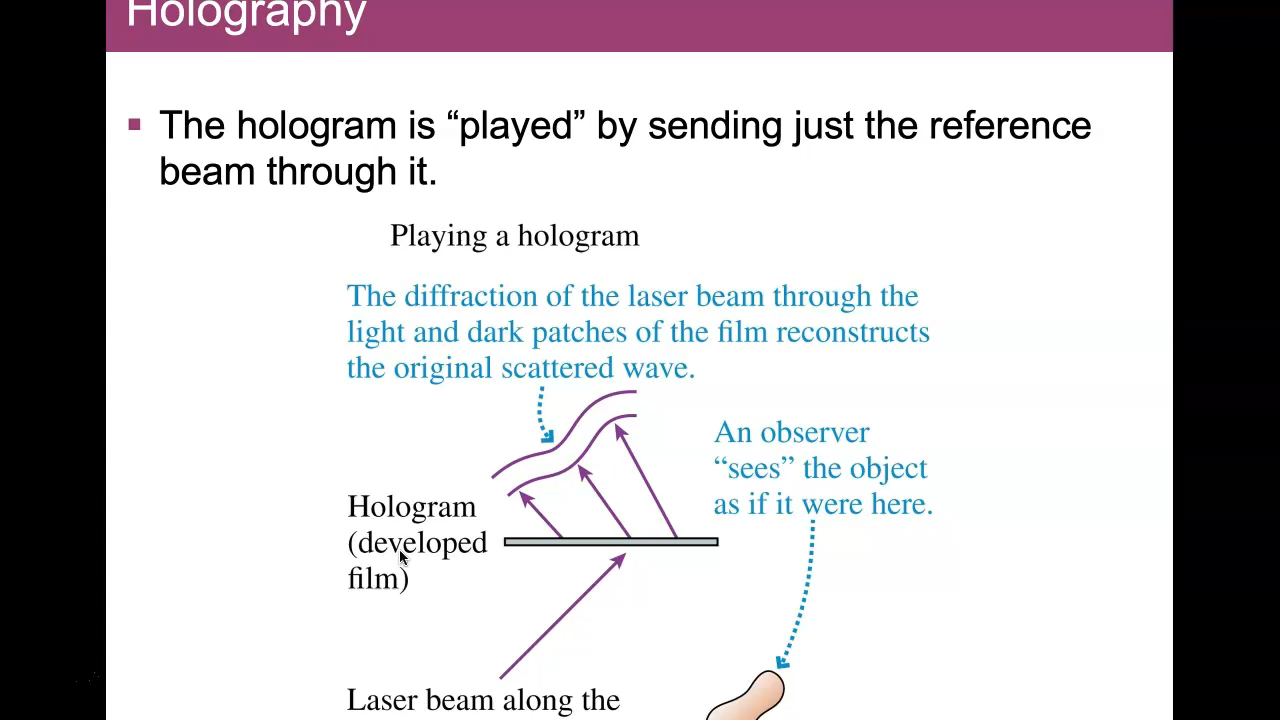 Holography
▪ The hologram is “played” by sending just the reference
beam through it.
Playing a hologram
The diffraction of the laser beam through the
light and dark patches of the film reconstructs
the original scattered wave.
An observer
“sees” the object
as if it were here.
Hologram
(developed
film)
Laser beam along the